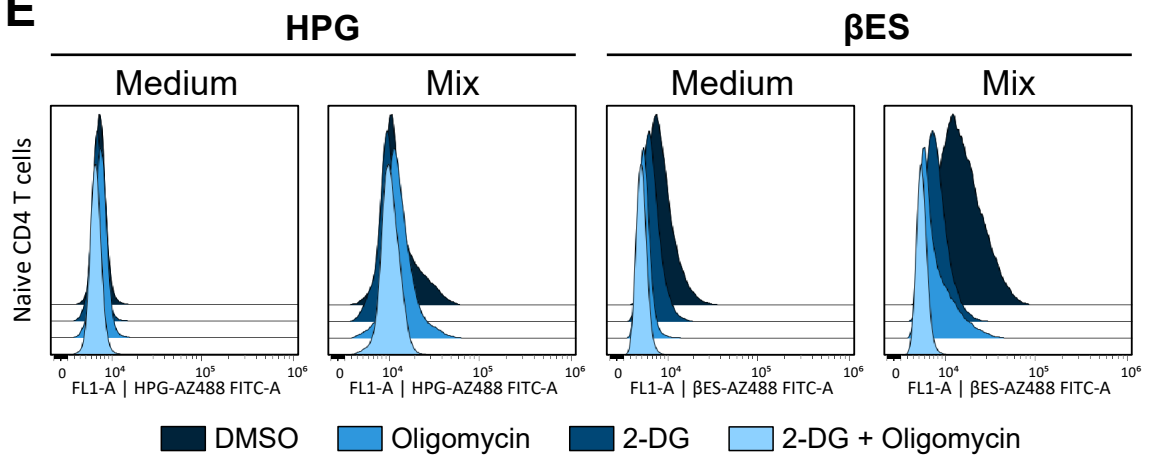 E
HPG
βES
Medium
Mix
Medium
Mix
Naive CD4 T cells
0 10⁴ 10⁵ 10⁶
0 10⁴ 10⁵ 10⁶
0 10⁴ 10⁵ 10⁶
0 10⁴ 10⁵ 10⁶
FL1-A | HPG-AZ488 FITC-A
FL1-A | HPG-AZ488 FITC-A
FL1-A | βES-AZ488 FITC-A
FL1-A | βES-AZ488 FITC-A
DMSO
Oligomycin
2-DG
2-DG + Oligomycin